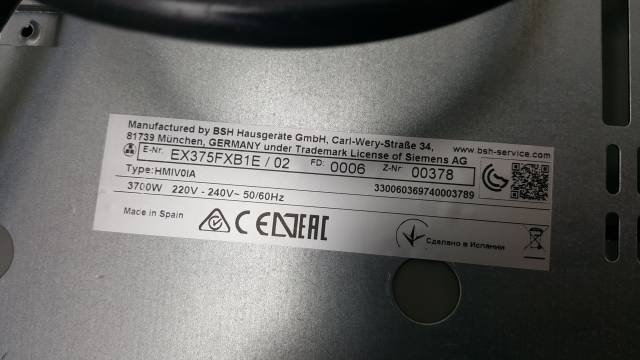 Manufactured by BSH Hausgeräte GmbH, Carl-Wery-Straße 34,
81739 München, GERMANY under Trademark License of Siemens AG
www.bsh-service.com
E-Nr. EX375FXB1E / 02 FD: 0006 Z-Nr 00378
Type:HMIV0IA
330060369740003789
3700W 220V - 240V~ 50/60Hz
Made in Spain
CE N EAC
Сделано в Испании